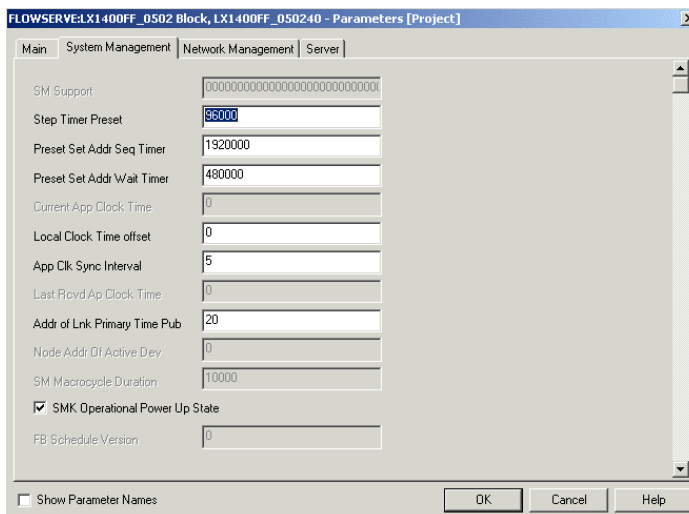 FLOWSERVE:LX1400FF_0502 Block, LX1400FF_050240 - Parameters [Project]
Main System Management Network Management Server
SM Support 0000000000000000000000000000
Step Timer Preset 96000
Preset Set Addr Seq Timer 1920000
Preset Set Addr Wait Timer 480000
Current App Clock Time 0
Local Clock Time offset 0
App Clk Sync Interval 5
Last Rcvd Ap Clock Time 0
Addr of Lnk Primary Time Pub 20
Node Addr Of Active Dev 0
SM Macrocycle Duration 10000
SMK Operational Power Up State
FB Schedule Version 0
Show Parameter Names OK Cancel Help